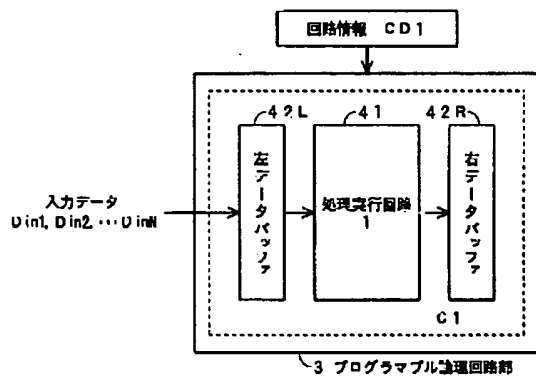 回路情報 CD1
42L
41
42R
左データバッファ
処理実行回路
1
右データバッファ
入力データ
Din1, Din2, ・・・DinN
C1
3 プログラマブル論理回路部